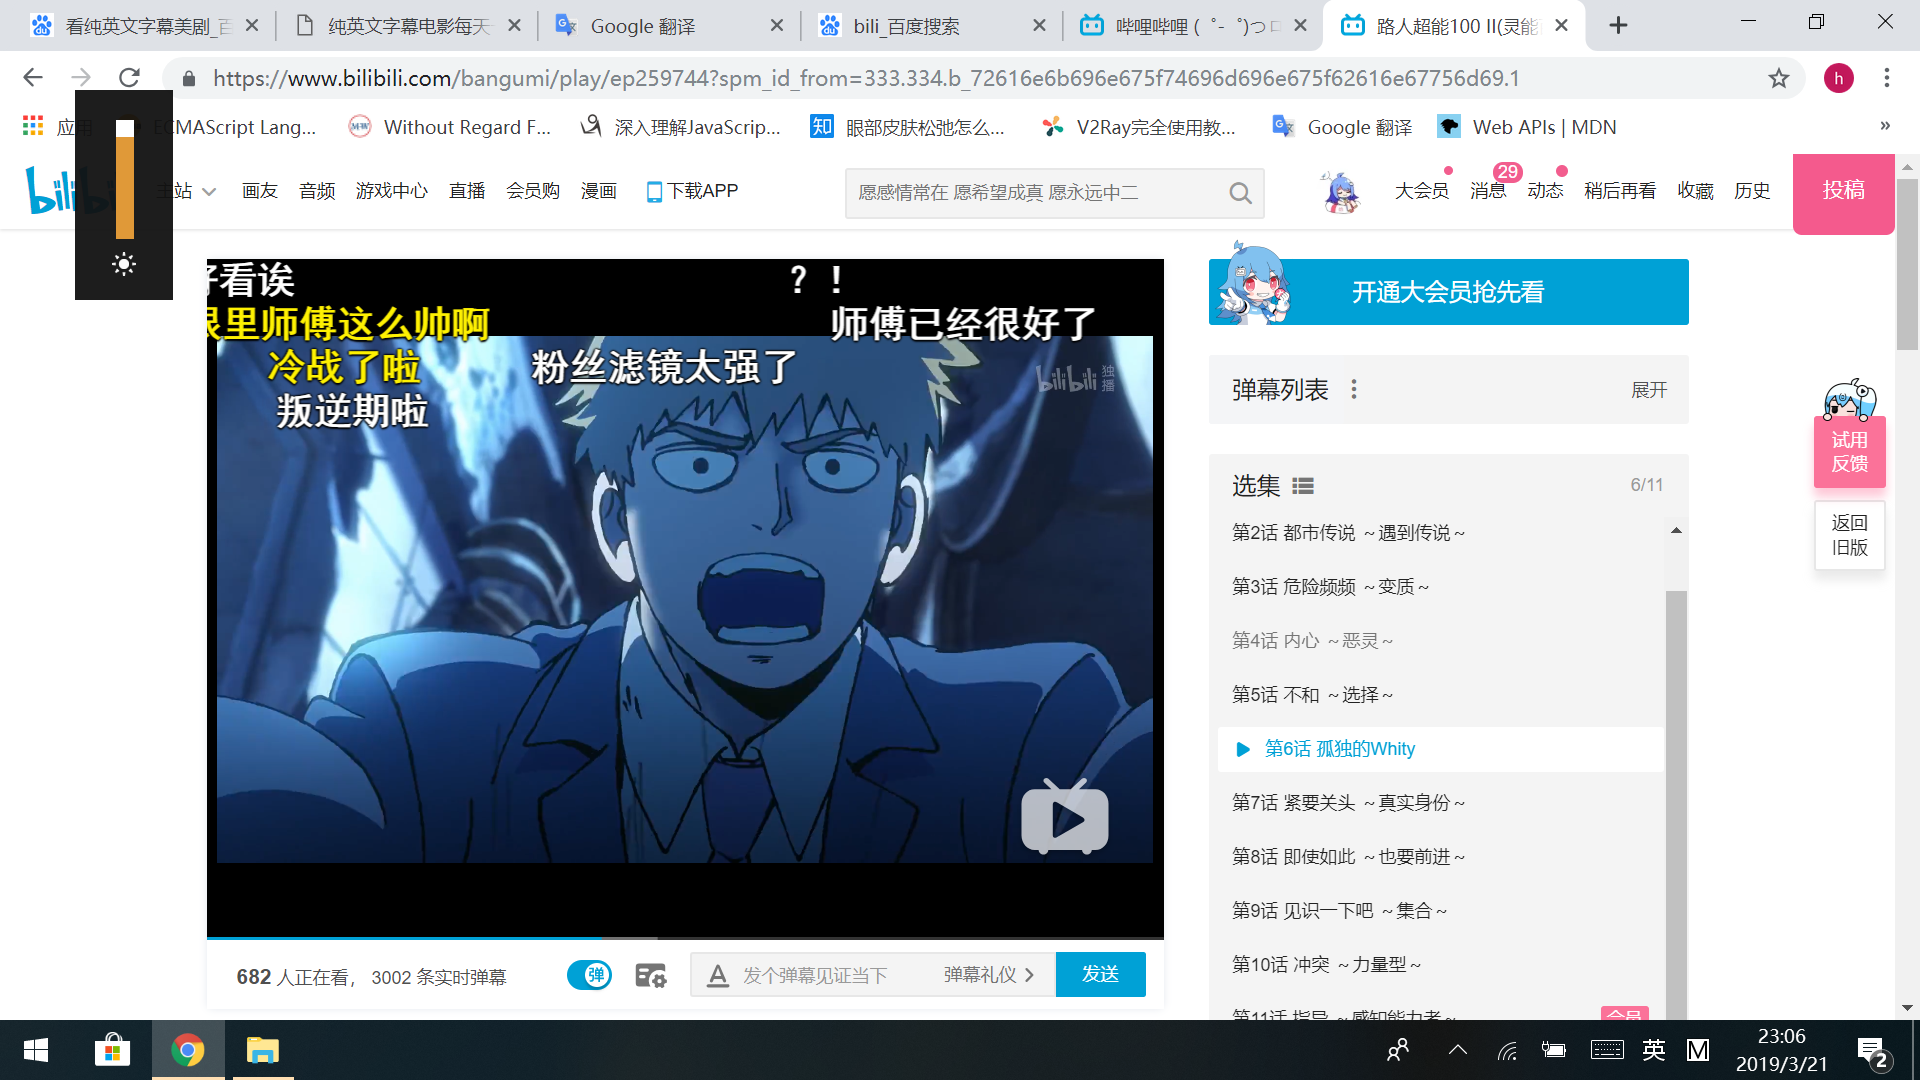 看纯英文字幕美剧_百
纯英文字幕电影每天一
Google 翻译
bili_百度搜索
哔哩哔哩 ( ゜- ゜)つロ
路人超能100 II(灵能
https://www.bilibili.com/bangumi/play/ep259744?spm_id_from=333.334.b_72616e6b696e675f74696d696e675f62616e67756d69.1
h
应用
ECMAScript Lang...
Without Regard F...
深入理解JavaScrip...
知 眼部皮肤松弛怎么...
V2Ray完全使用教...
Google 翻译
Web APIs | MDN
»
bilibi
主站
画友
音频
游戏中心
直播
会员购
漫画
下载APP
愿感情常在 愿希望成真 愿永远中二
大会员
消息
29
动态
稍后再看
收藏
历史
投稿
好看诶
？！
眼里师傅这么帅啊
师傅已经很好了
冷战了啦
粉丝滤镜太强了
叛逆期啦
bilibili 独播
开通大会员抢先看
弹幕列表
展开
试用
反馈
返回
旧版
选集
6/11
第2话 都市传说 ～遇到传说～
第3话 危险频频 ～变质～
第4话 内心 ～恶灵～
第5话 不和 ～选择～
第6话 孤独的Whity
第7话 紧要关头 ～真实身份～
第8话 即使如此 ～也要前进～
第9话 见识一下吧 ～集合～
第10话 冲突 ～力量型～
第11话 指导 ～感知能力者～
会员
682 人正在看， 3002 条实时弹幕
弹
A 发个弹幕见证当下
弹幕礼仪
发送
英
M
23:06
2019/3/21
2